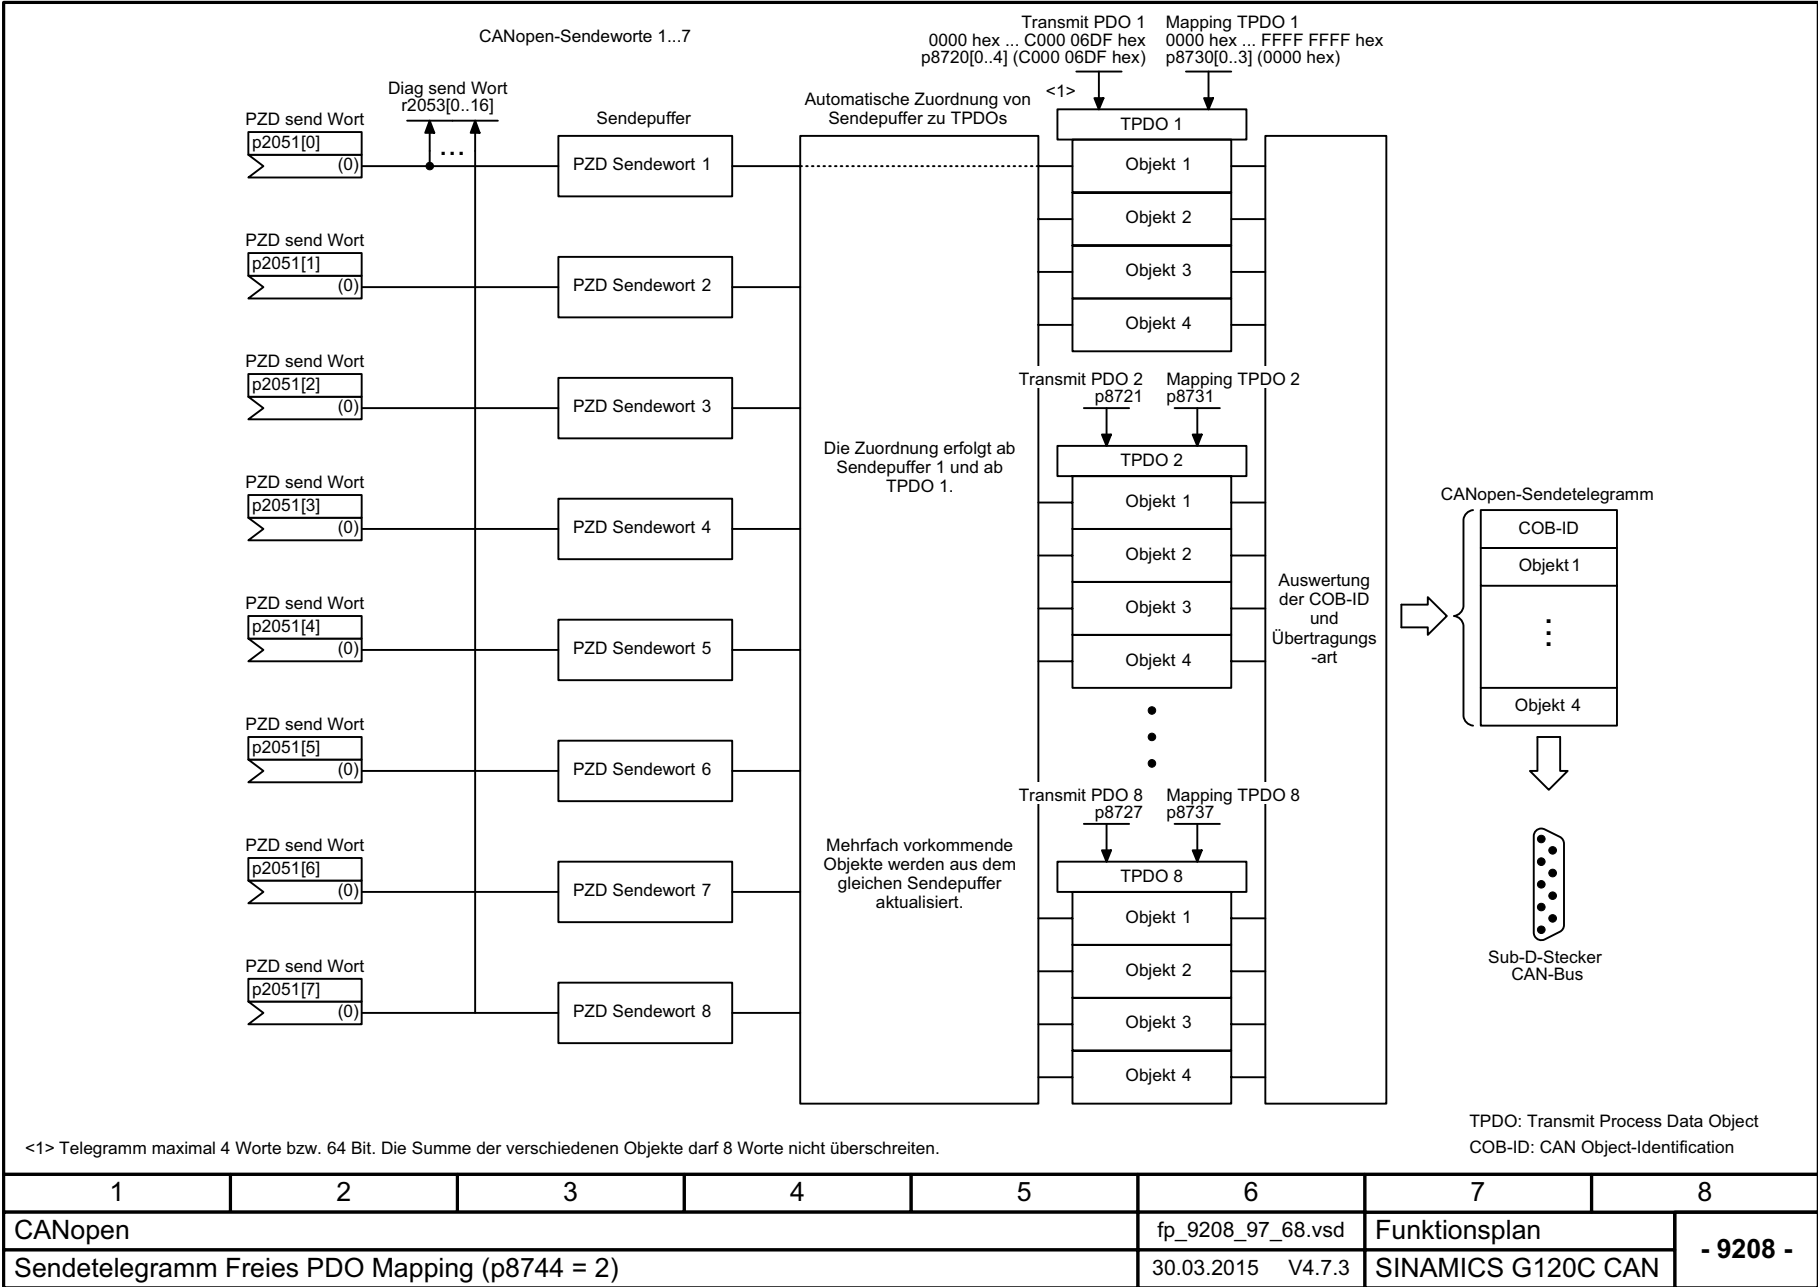 CANopen-Sendeworte 1...7
Transmit PDO 1
0000 hex ... C000 06DF hex
p8720[0..4] (C000 06DF hex)
Mapping TPDO 1
0000 hex ... FFFF FFFF hex
p8730[0..3] (0000 hex)
Diag send Wort
r2053[0..16]
...
Sendepuffer
Automatische Zuordnung von
Sendepuffer zu TPDOs
<1>
PZD send Wort
p2051[0]
(0)
PZD Sendewort 1
PZD send Wort
p2051[1]
(0)
PZD Sendewort 2
PZD send Wort
p2051[2]
(0)
PZD Sendewort 3
PZD send Wort
p2051[3]
(0)
PZD Sendewort 4
PZD send Wort
p2051[4]
(0)
PZD Sendewort 5
PZD send Wort
p2051[5]
(0)
PZD Sendewort 6
PZD send Wort
p2051[6]
(0)
PZD Sendewort 7
PZD send Wort
p2051[7]
(0)
PZD Sendewort 8
Die Zuordnung erfolgt ab
Sendepuffer 1 und ab
TPDO 1.
Mehrfach vorkommende
Objekte werden aus dem
gleichen Sendepuffer
aktualisiert.
TPDO 1
Objekt 1
Objekt 2
Objekt 3
Objekt 4
Transmit PDO 2
p8721
Mapping TPDO 2
p8731
TPDO 2
Objekt 1
Objekt 2
Objekt 3
Objekt 4
Transmit PDO 8
p8727
Mapping TPDO 8
p8737
TPDO 8
Objekt 1
Objekt 2
Objekt 3
Objekt 4
Auswertung
der COB-ID
und
Übertragungs
-art
CANopen-Sendetelegramm
COB-ID
Objekt 1
Objekt 4
Sub-D-Stecker
CAN-Bus
TPDO: Transmit Process Data Object
COB-ID: CAN Object-Identification
<1> Telegramm maximal 4 Worte bzw. 64 Bit. Die Summe der verschiedenen Objekte darf 8 Worte nicht überschreiten.
1 2 3 4 5 6 7 8
CANopen
fp_9208_97_68.vsd
Funktionsplan
- 9208 -
Sendetelegramm Freies PDO Mapping (p8744 = 2)
30.03.2015 V4.7.3
SINAMICS G120C CAN